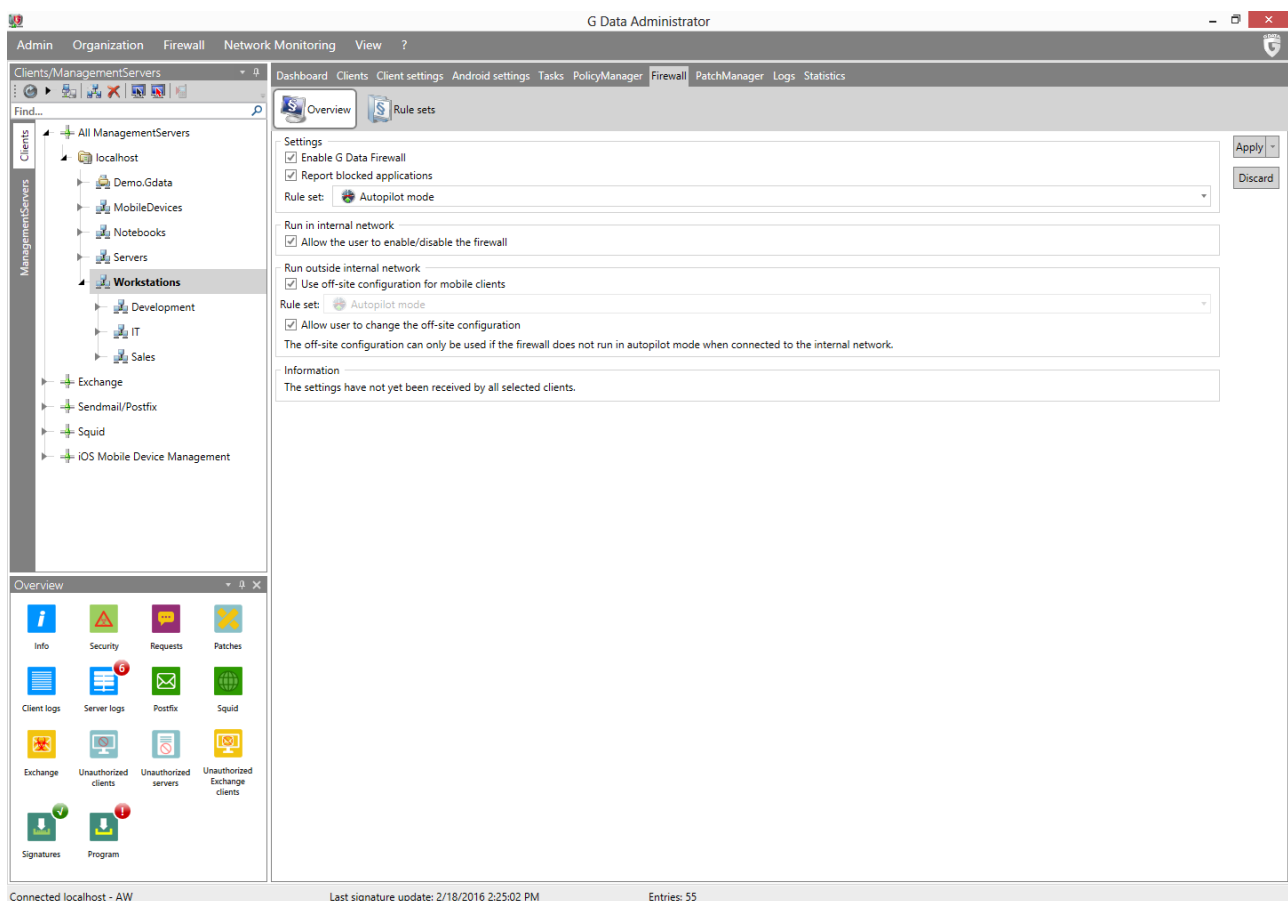 G Data Administrator
Admin Organization Firewall Network Monitoring View ?
G DATA
Clients/ManagementServers
Find...
Clients
ManagementServers
All ManagementServers
localhost
Demo.Gdata
MobileDevices
Notebooks
Servers
Workstations
Development
IT
Sales
Exchange
Sendmail/Postfix
Squid
iOS Mobile Device Management
Overview
Info Security Requests Patches
6
Client logs Server logs Postfix Squid
Exchange Unauthorized clients Unauthorized servers Unauthorized Exchange clients
Signatures Program
Dashboard Clients Client settings Android settings Tasks PolicyManager Firewall PatchManager Logs Statistics
Overview Rule sets
Settings
Enable G Data Firewall
Report blocked applications
Rule set: Autopilot mode
Run in internal network
Allow the user to enable/disable the firewall
Run outside internal network
Use off-site configuration for mobile clients
Rule set: Autopilot mode
Allow user to change the off-site configuration
The off-site configuration can only be used if the firewall does not run in autopilot mode when connected to the internal network.
Information
The settings have not yet been received by all selected clients.
Apply
Discard
Connected localhost - AW Last signature update: 2/18/2016 2:25:02 PM Entries: 55